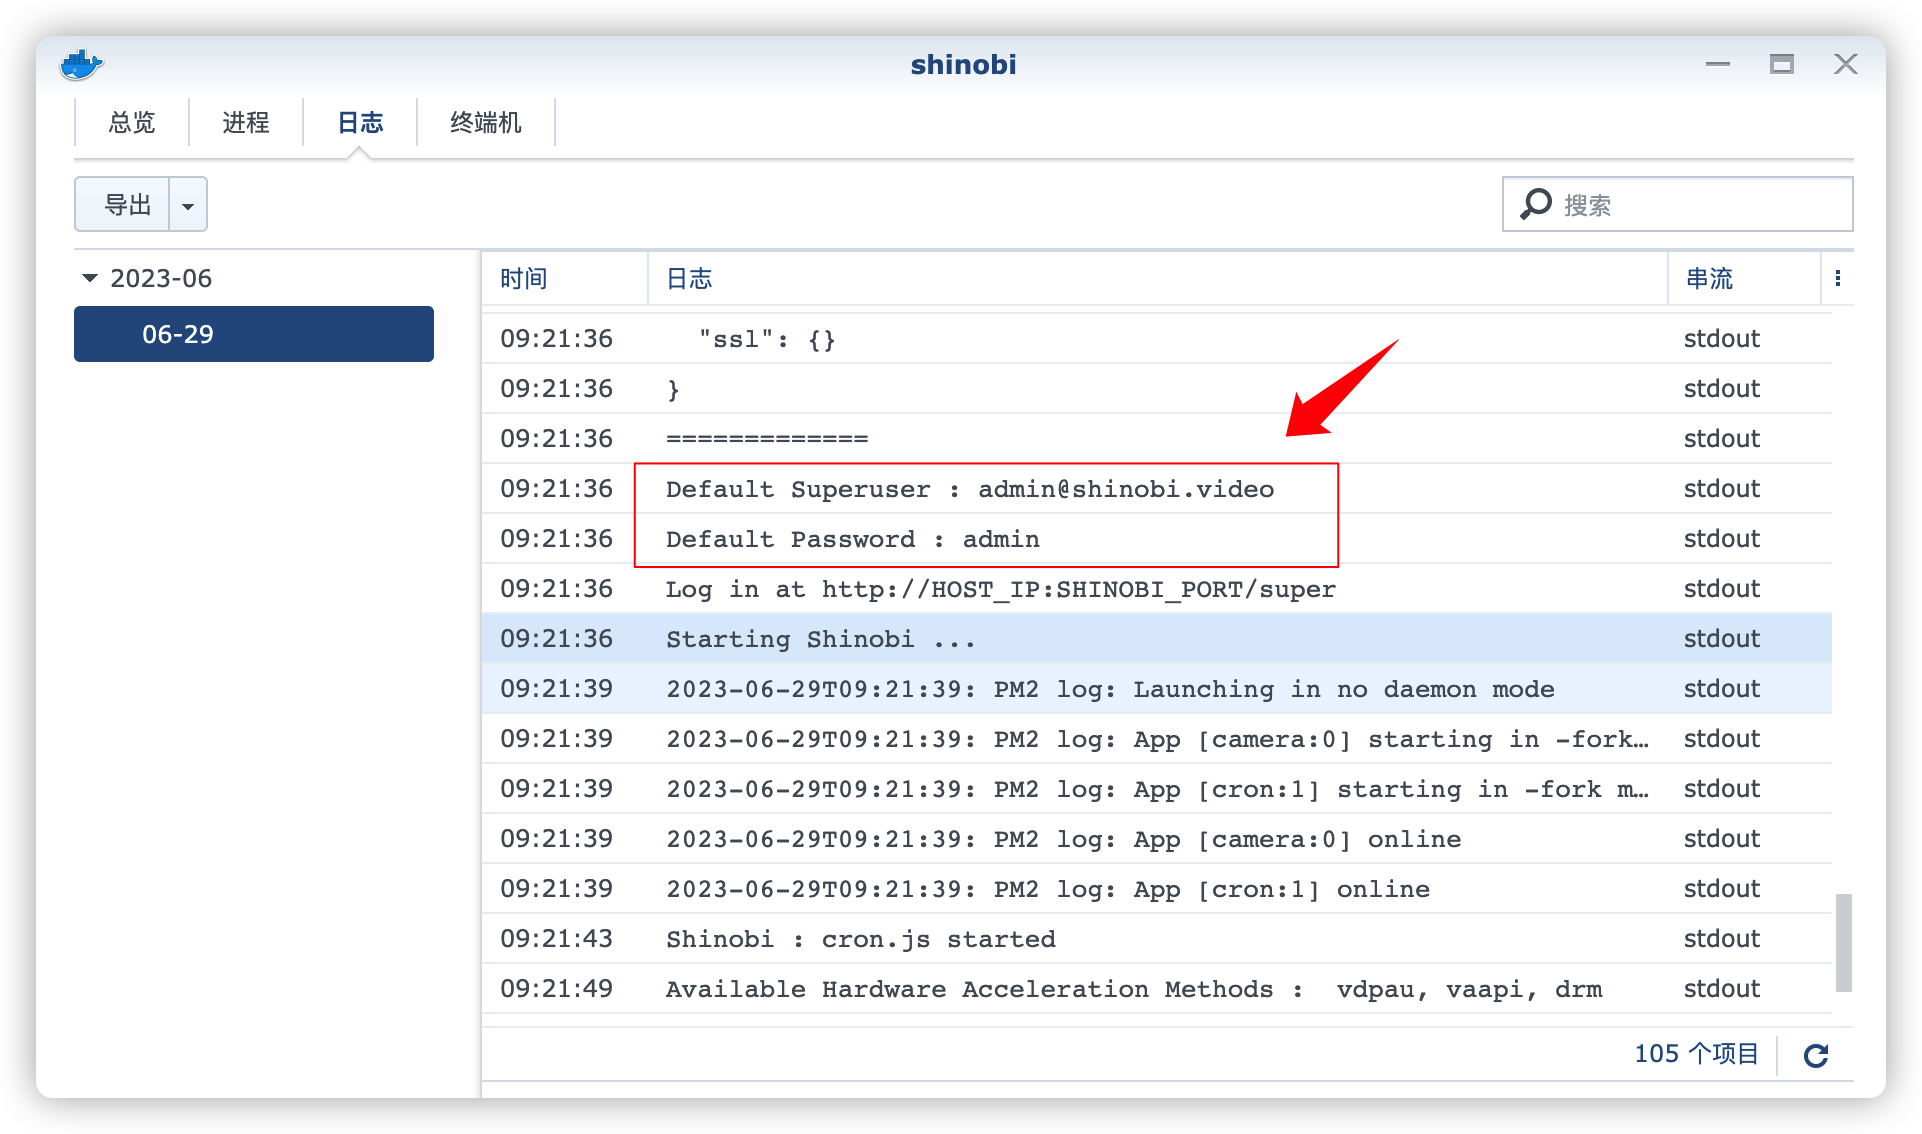 shinobi
总览 进程 日志 终端机
导出 搜索
2023-06
06-29
时间 日志 串流
09:21:36 "ssl": {} stdout
09:21:36 } stdout
09:21:36 ============= stdout
09:21:36 Default Superuser : admin@shinobi.video stdout
09:21:36 Default Password : admin stdout
09:21:36 Log in at http://HOST_IP:SHINOBI_PORT/super stdout
09:21:36 Starting Shinobi ... stdout
09:21:39 2023-06-29T09:21:39: PM2 log: Launching in no daemon mode stdout
09:21:39 2023-06-29T09:21:39: PM2 log: App [camera:0] starting in -fork… stdout
09:21:39 2023-06-29T09:21:39: PM2 log: App [cron:1] starting in -fork m… stdout
09:21:39 2023-06-29T09:21:39: PM2 log: App [camera:0] online stdout
09:21:39 2023-06-29T09:21:39: PM2 log: App [cron:1] online stdout
09:21:43 Shinobi : cron.js started stdout
09:21:49 Available Hardware Acceleration Methods :  vdpau, vaapi, drm stdout
105 个项目